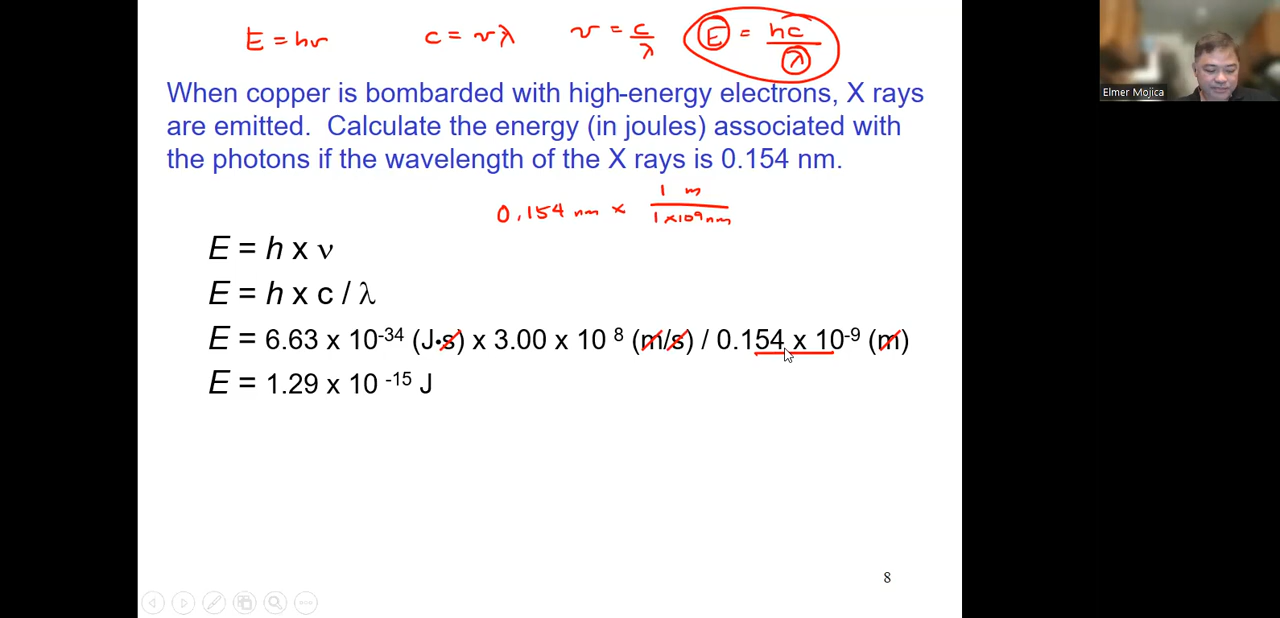 E = hν c = νλ ν = c/λ E = hc/λ
When copper is bombarded with high-energy electrons, X rays
are emitted. Calculate the energy (in joules) associated with
the photons if the wavelength of the X rays is 0.154 nm.
0.154 nm x 1 m / 1 x 10⁹ nm
E = h x ν
E = h x c / λ
E = 6.63 x 10⁻³⁴ (J•s) x 3.00 x 10 ⁸ (m/s) / 0.154 x 10⁻⁹ (m)
E = 1.29 x 10 ⁻¹⁵ J
8
Elmer Mojica